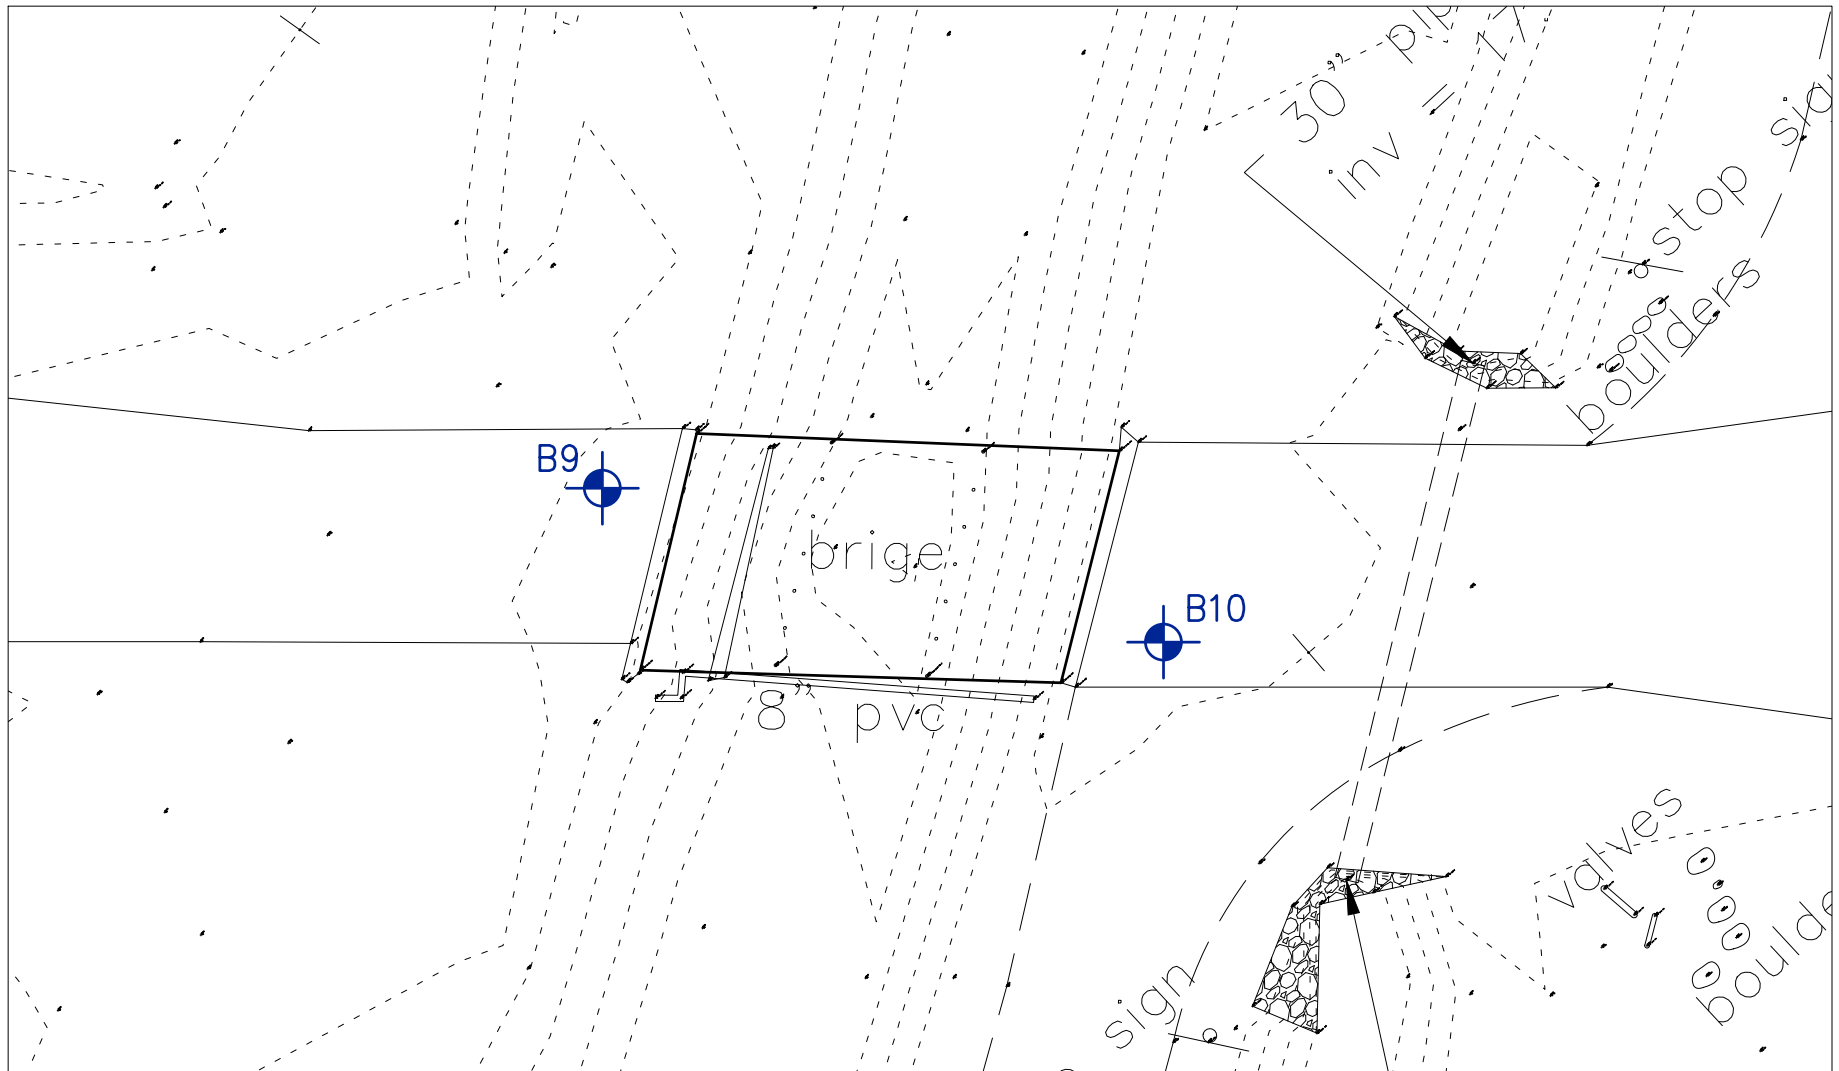 30" pip
inv = 17
stop sig
boulders
B9
brige
B10
8" pvc
valves
boulde
sign